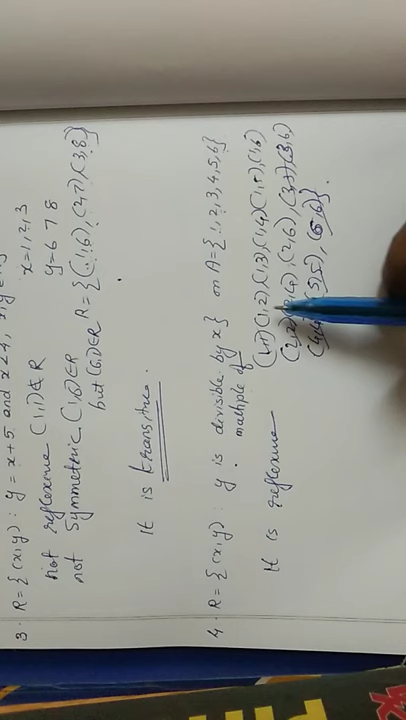 3. R = {(x,y) : y = x+5 and x<4, x,y ∈
not reflexive (1,1) ∉ R x=1,2,3
not Symmetric (1,6) ∈ R y=6 7 8
but (6,1) ∉ R R = {(1,6), (2,7), (3,8)}
It is transitive.
4. R = {(x,y) : y is divisible by x} on A = {1,2,3,4,5,6}
multiple of
It is reflexive (1,1) (1,2) (1,3) (1,4) (1,5), (1,6)
(2,2) (2,4), (2,6), (3,3) (3,6)
(4,4) (5,5), (6,6)}.